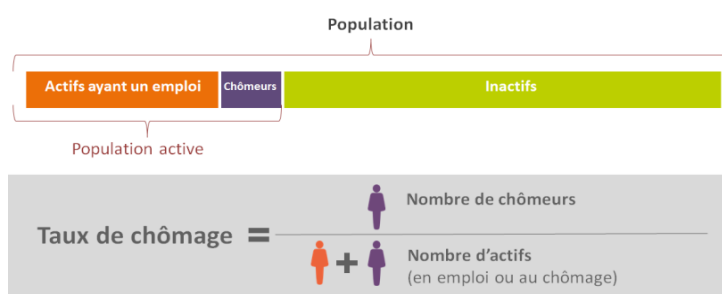 Population
Actifs ayant un emploi
Chômeurs
Inactifs
Population active
Taux de chômage =
Nombre de chômeurs
+
Nombre d'actifs
(en emploi ou au chômage)